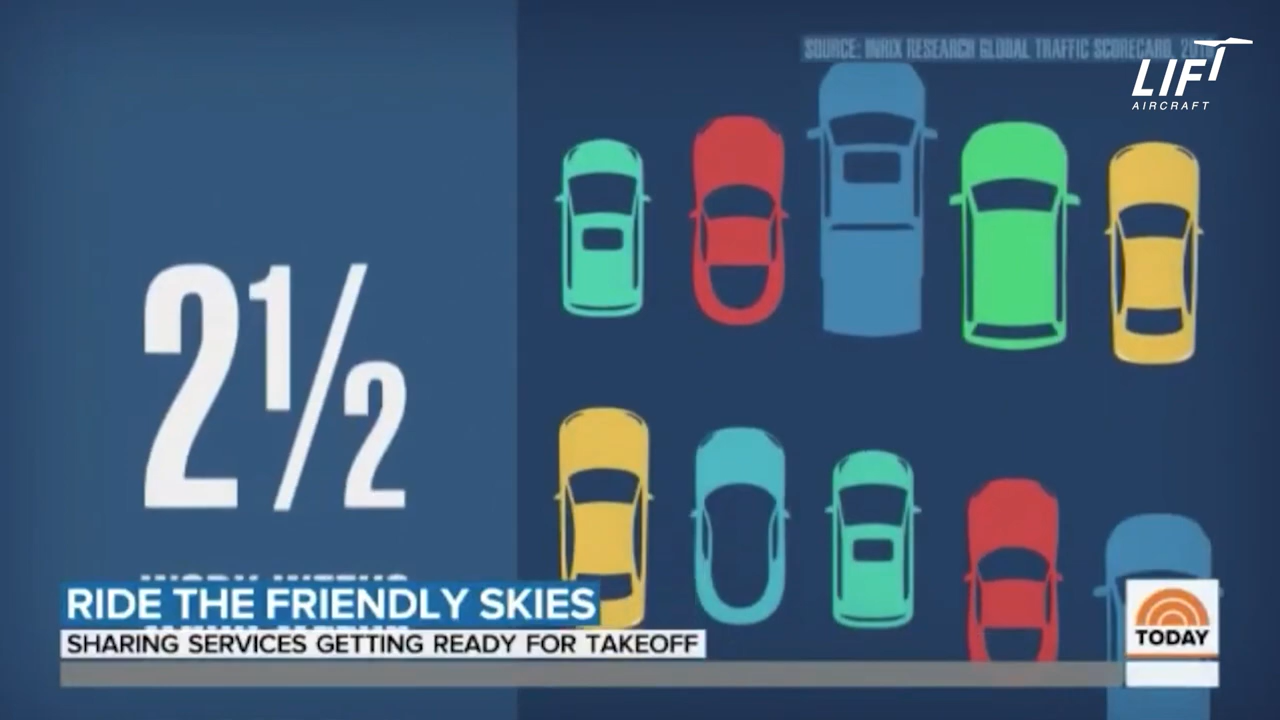 SOURCE: INRIX RESEARCH GLOBAL TRAFFIC SCORECARD,
LIFT
AIRCRAFT
2½
RIDE THE FRIENDLY SKIES
SHARING SERVICES GETTING READY FOR TAKEOFF
TODAY